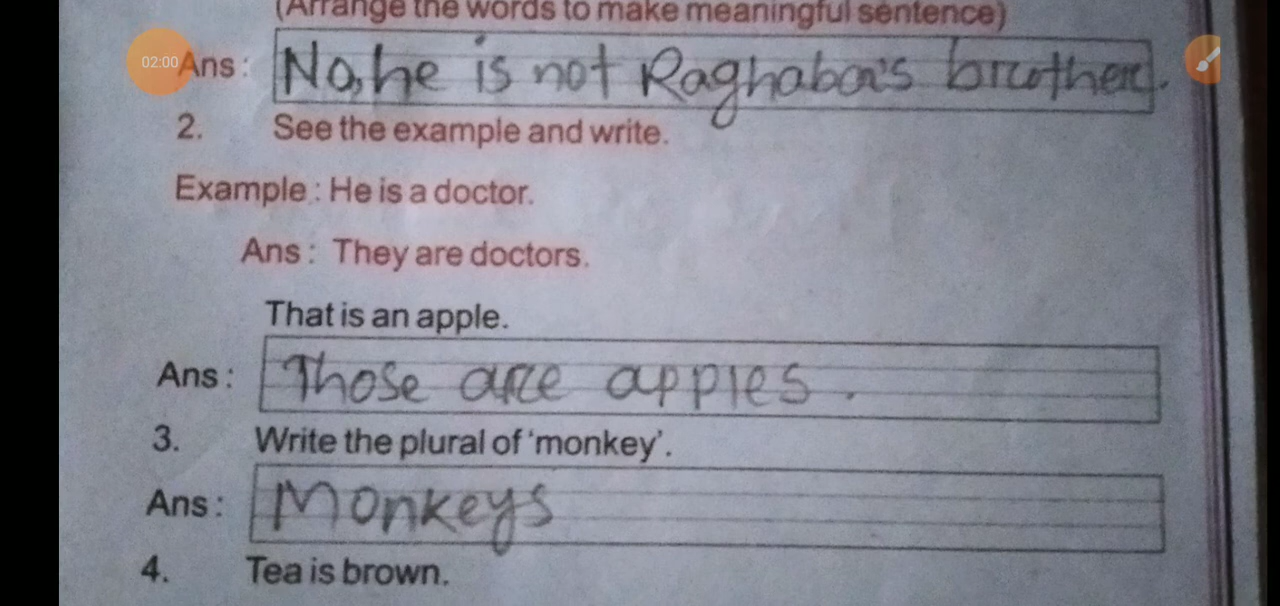 (Arrange the words to make meaningful sentence)
02:00
Ans : No, he is not Raghaba's brother.
2. See the example and write.
Example : He is a doctor.
Ans : They are doctors.
That is an apple.
Ans : Those are apples.
3. Write the plural of 'monkey'.
Ans : Monkeys
4. Tea is brown.